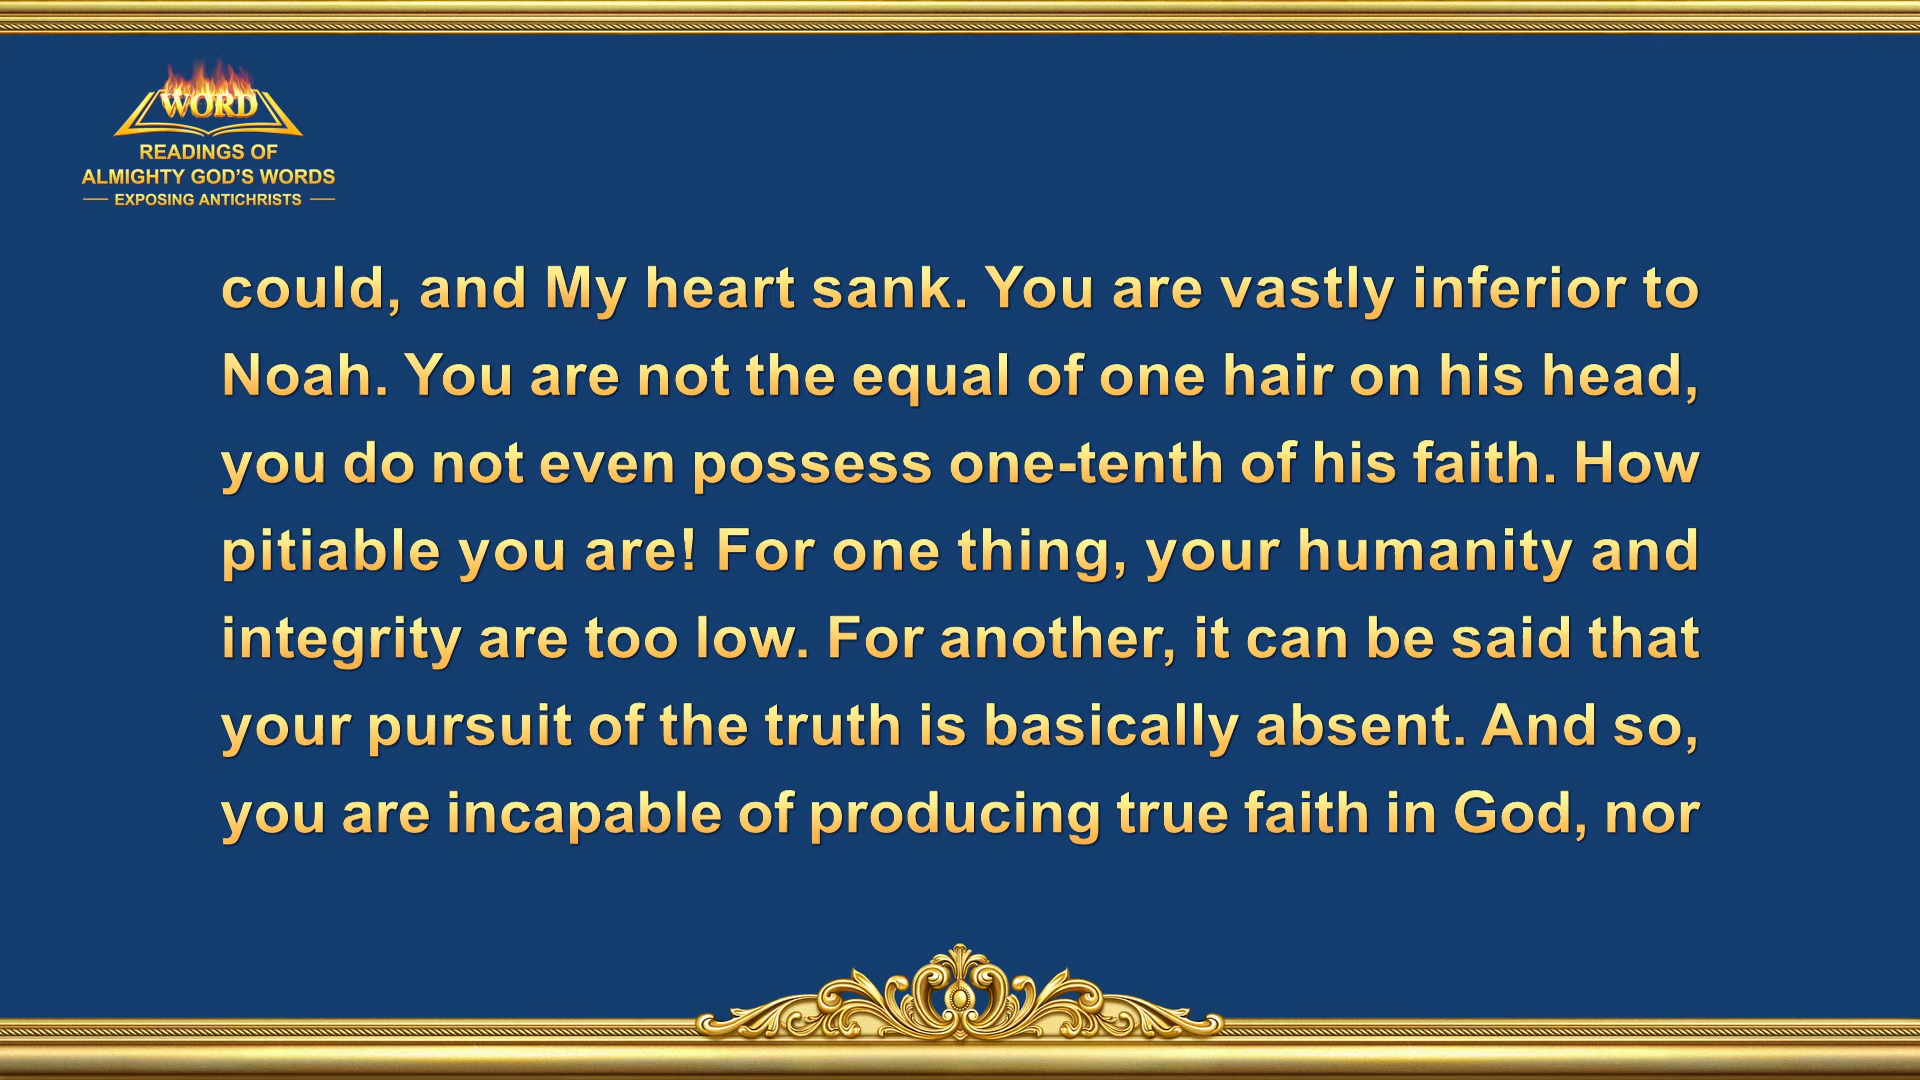 WORD
READINGS OF
ALMIGHTY GOD'S WORDS
EXPOSING ANTICHRISTS
could, and My heart sank. You are vastly inferior to
Noah. You are not the equal of one hair on his head,
you do not even possess one-tenth of his faith. How
pitiable you are! For one thing, your humanity and
integrity are too low. For another, it can be said that
your pursuit of the truth is basically absent. And so,
you are incapable of producing true faith in God, nor